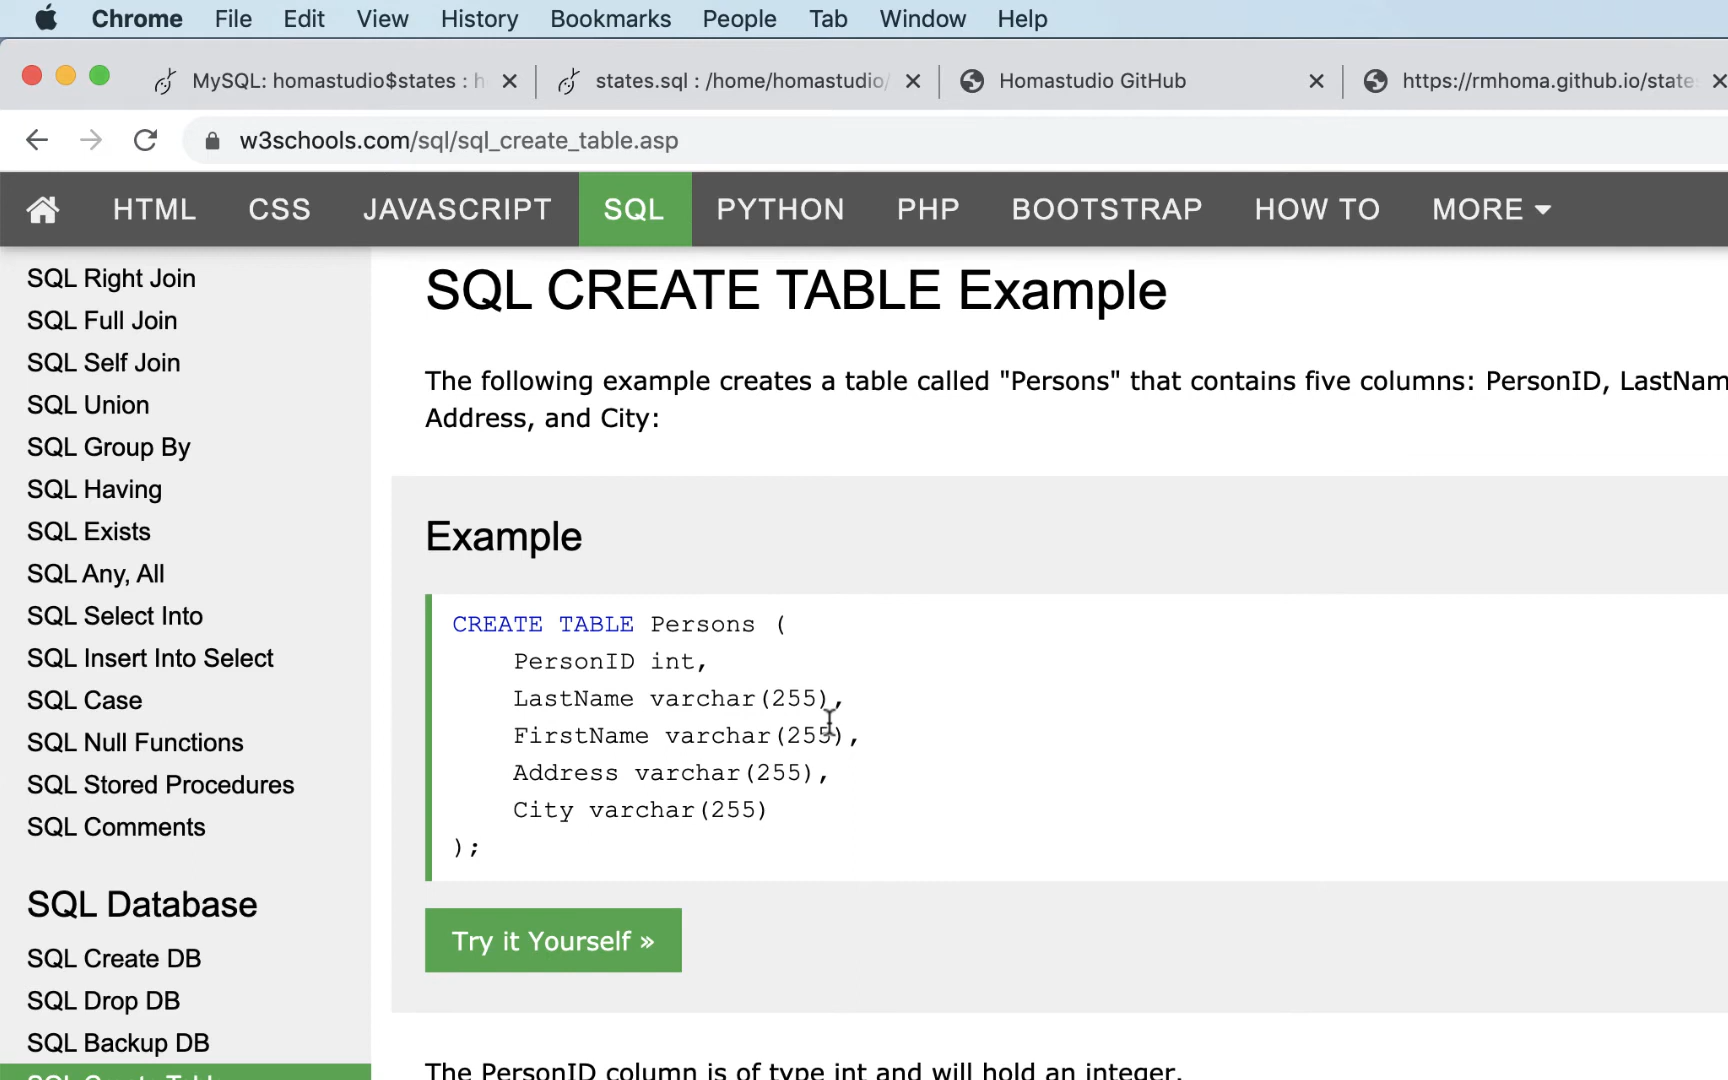 Chrome File Edit View History Bookmarks People Tab Window Help
MySQL: homastudio$states : h states.sql : /home/homastudio/ Homastudio GitHub https://rmhoma.github.io/state
w3schools.com/sql/sql_create_table.asp
HTML CSS JAVASCRIPT SQL PYTHON PHP BOOTSTRAP HOW TO MORE
SQL Right Join
SQL Full Join
SQL Self Join
SQL Union
SQL Group By
SQL Having
SQL Exists
SQL Any, All
SQL Select Into
SQL Insert Into Select
SQL Case
SQL Null Functions
SQL Stored Procedures
SQL Comments
SQL Database
SQL Create DB
SQL Drop DB
SQL Backup DB
SQL CREATE TABLE Example
The following example creates a table called "Persons" that contains five columns: PersonID, LastNam
Address, and City:
Example
CREATE TABLE Persons (
PersonID int,
LastName varchar(255),
FirstName varchar(255),
Address varchar(255),
City varchar(255)
);
Try it Yourself »
The PersonID column is of type int and will hold an integer.